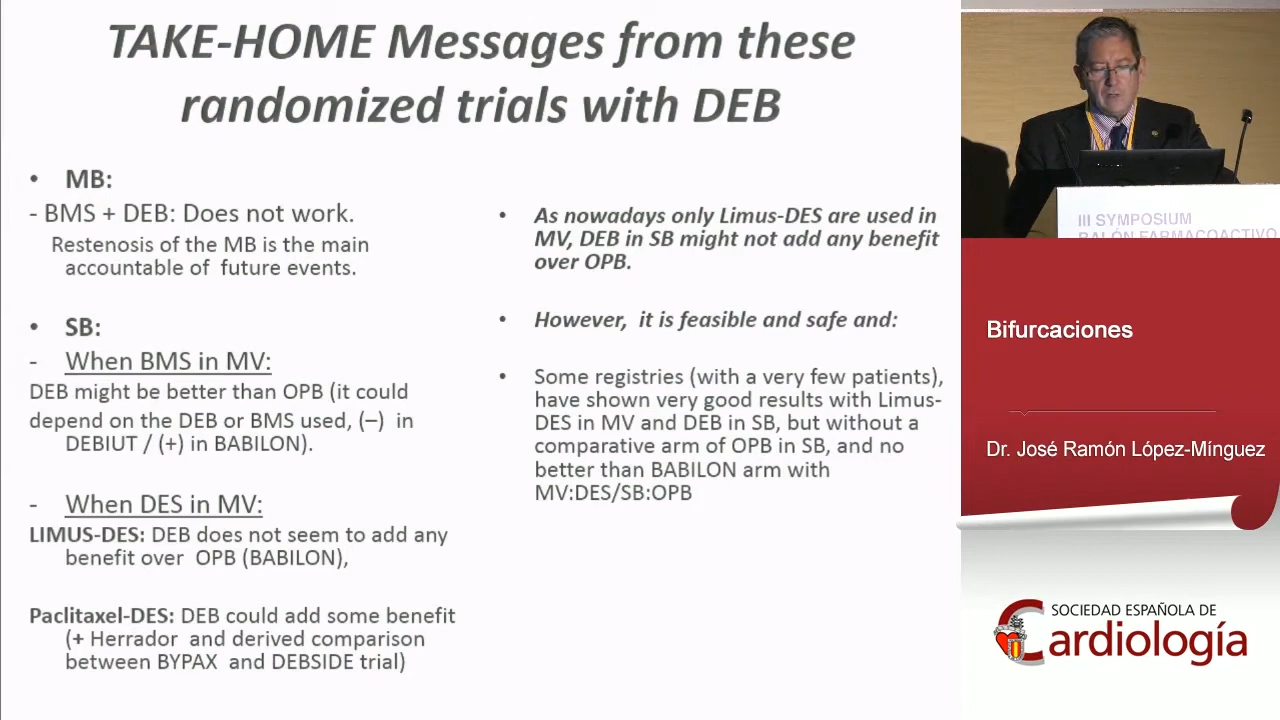 TAKE-HOME Messages from these
randomized trials with DEB
• MB:
- BMS + DEB: Does not work.
Restenosis of the MB is the main
accountable of future events.
• SB:
- When BMS in MV:
DEB might be better than OPB (it could
depend on the DEB or BMS used, (–) in
DEBIUT / (+) in BABILON).
- When DES in MV:
LIMUS-DES: DEB does not seem to add any
benefit over OPB (BABILON),
Paclitaxel-DES: DEB could add some benefit
(+ Herrador and derived comparison
between BYPAX and DEBSIDE trial)
• As nowadays only Limus-DES are used in
MV, DEB in SB might not add any benefit
over OPB.
• However, it is feasible and safe and:
• Some registries (with a very few patients),
have shown very good results with Limus-
DES in MV and DEB in SB, but without a
comparative arm of OPB in SB, and no
better than BABILON arm with
MV:DES/SB:OPB
III SYMPOSIUM
BALÓN FARMACOACTIVO
Bifurcaciones
Dr. José Ramón López-Mínguez
SOCIEDAD ESPAÑOLA DE
Cardiología